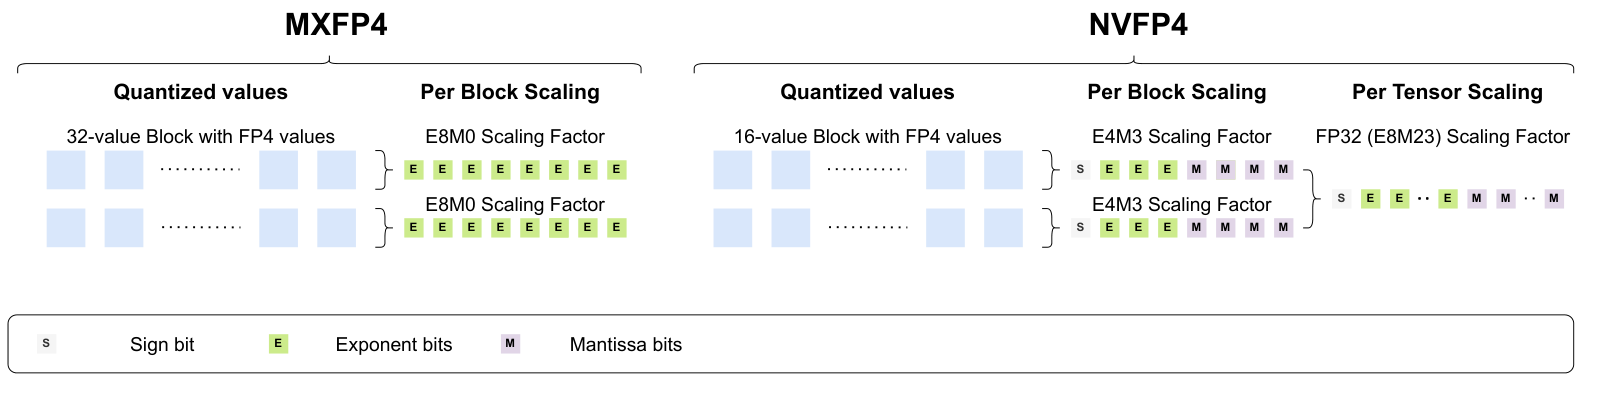 MXFP4
NVFP4
Quantized values
Per Block Scaling
Quantized values
Per Block Scaling
Per Tensor Scaling
32-value Block with FP4 values
E8M0 Scaling Factor
16-value Block with FP4 values
E4M3 Scaling Factor
FP32 (E8M23) Scaling Factor
E E E E E E E E
S E E E M M M M
E8M0 Scaling Factor
E4M3 Scaling Factor
S E E .. E M M .. M
E E E E E E E E
S E E E M M M M
S Sign bit E Exponent bits M Mantissa bits